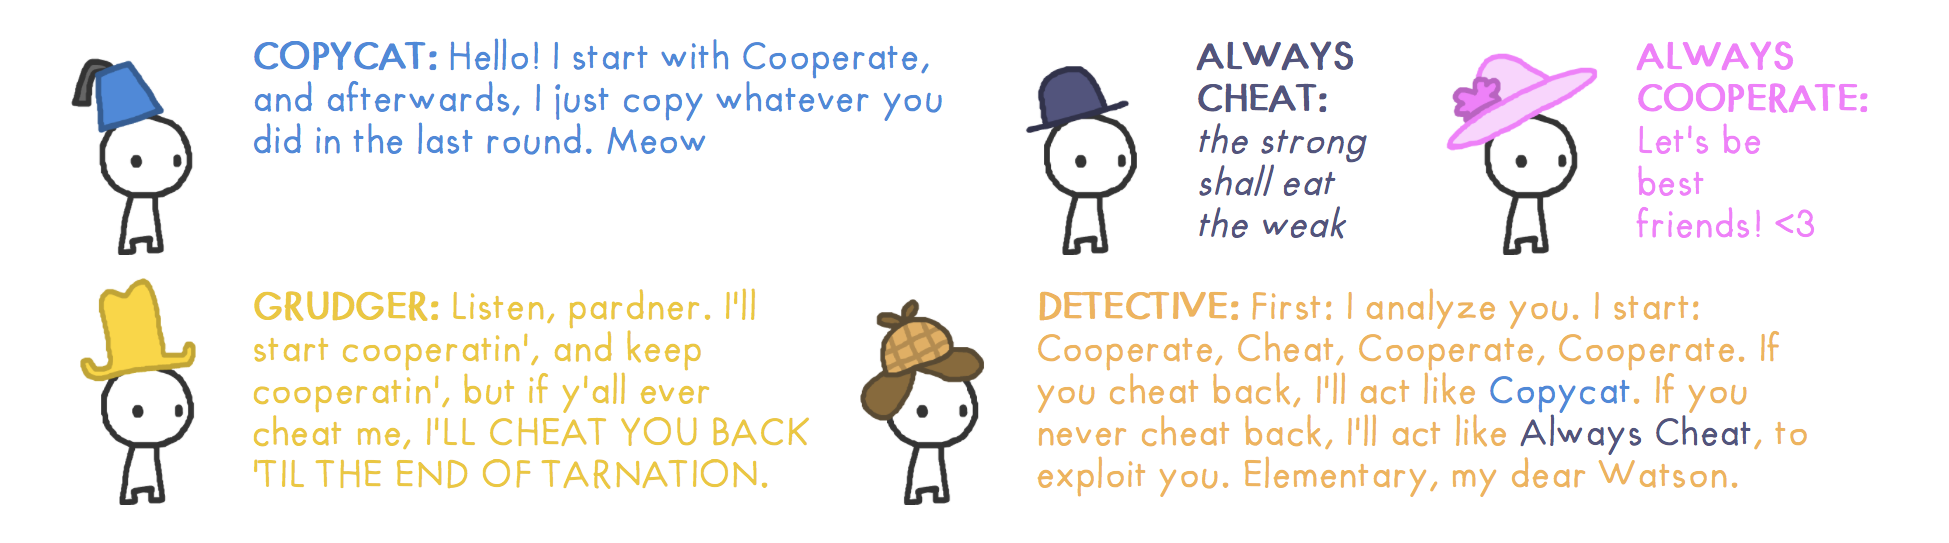 COPYCAT: Hello! I start with Cooperate,
and afterwards, I just copy whatever you
did in the last round. Meow
ALWAYS
CHEAT:
the strong
shall eat
the weak
ALWAYS
COOPERATE:
Let's be
best
friends! <3
GRUDGER: Listen, pardner. I'll
start cooperatin', and keep
cooperatin', but if y'all ever
cheat me, I'LL CHEAT YOU BACK
'TIL THE END OF TARNATION.
DETECTIVE: First: I analyze you. I start:
Cooperate, Cheat, Cooperate, Cooperate. If
you cheat back, I'll act like Copycat. If you
never cheat back, I'll act like Always Cheat, to
exploit you. Elementary, my dear Watson.